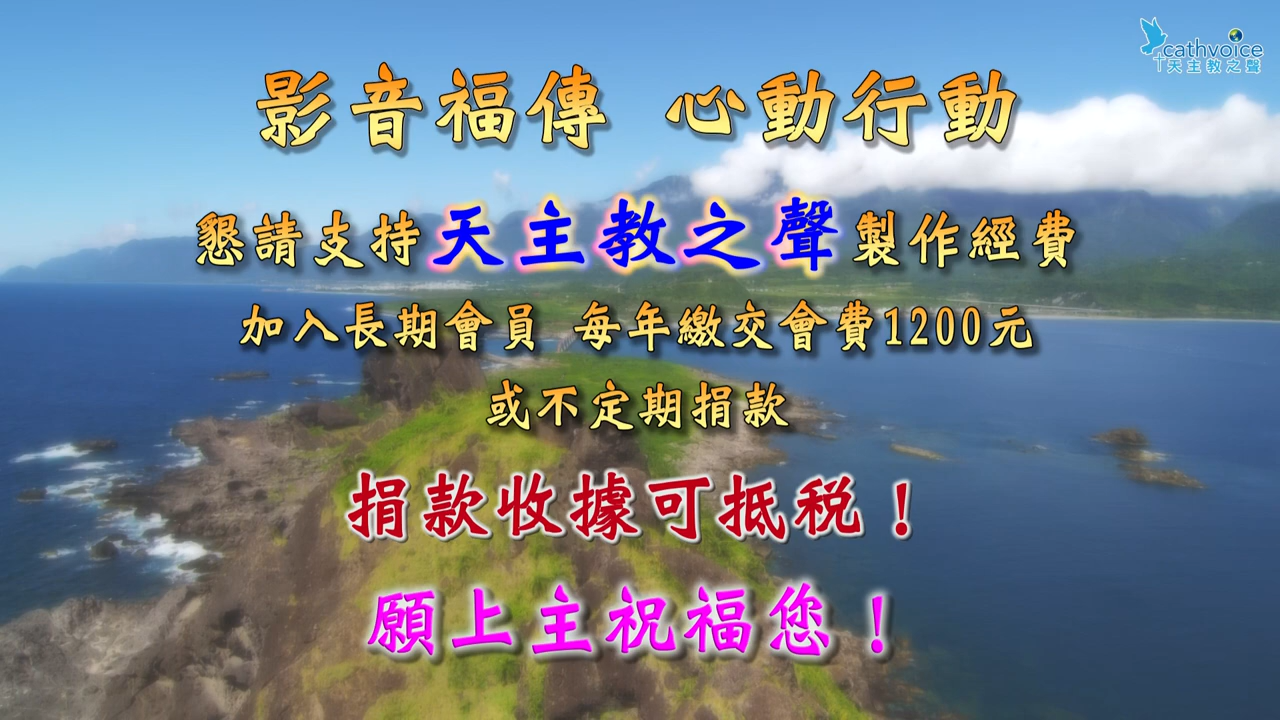 cathvoice
天主教之聲
影音福傳 心動行動
懇請支持天主教之聲製作經費
加入長期會員 每年繳交會費1200元
或不定期捐款
捐款收據可抵税！
願上主祝福您！